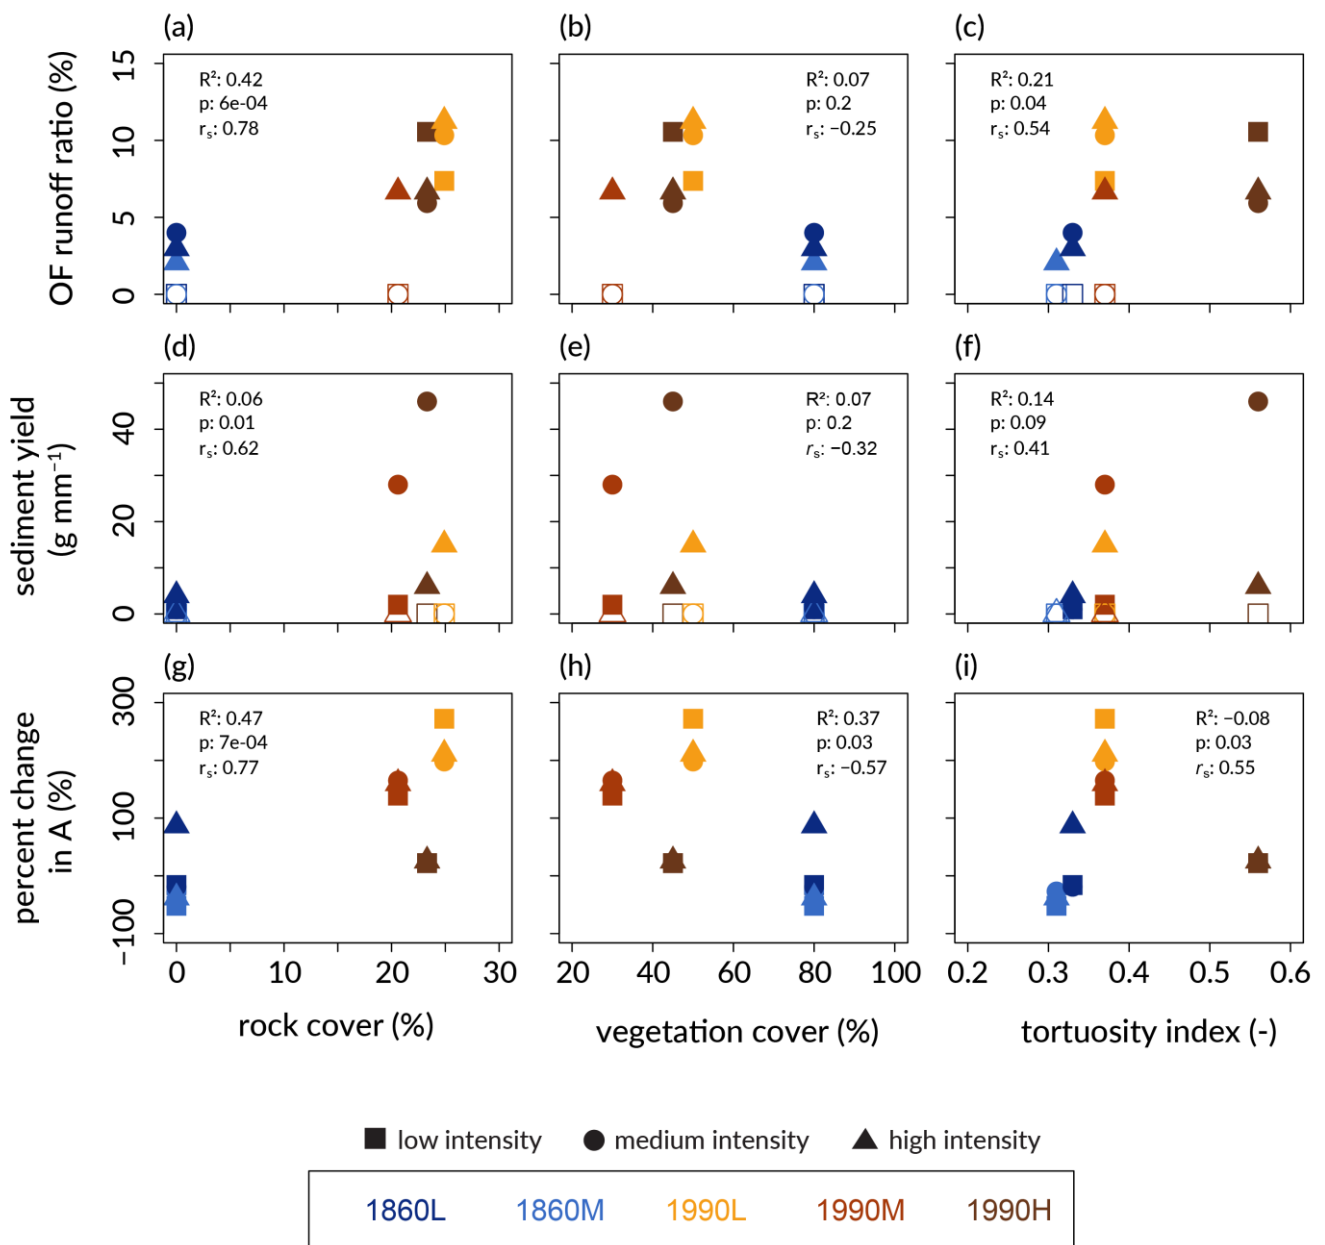 (a) (b) (c)
OF runoff ratio (%)
15
10
5
0
R²: 0.42
p: 6e-04
rₛ: 0.78
R²: 0.07
p: 0.2
rₛ: −0.25
R²: 0.21
p: 0.04
rₛ: 0.54
(d) (e) (f)
sediment yield
(g mm⁻¹)
40
20
0
R²: 0.06
p: 0.01
rₛ: 0.62
R²: 0.07
p: 0.2
rₛ: −0.32
R²: 0.14
p: 0.09
rₛ: 0.41
(g) (h) (i)
percent change
in A (%)
300
100
−100
R²: 0.47
p: 7e-04
rₛ: 0.77
R²: 0.37
p: 0.03
rₛ: −0.57
R²: −0.08
p: 0.03
rₛ: 0.55
0 10 20 30 20 40 60 80 100 0.2 0.3 0.4 0.5 0.6
rock cover (%) vegetation cover (%) tortuosity index (-)
low intensity medium intensity high intensity
1860L 1860M 1990L 1990M 1990H